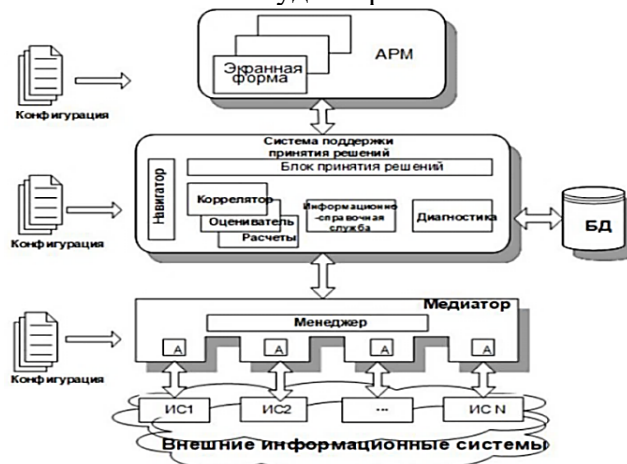 Экранная
форма
АРМ
Конфигурация
Система поддержки
принятия решений
Блок принятия решений
Навигатор
Коррелятор
Оцениватель
Расчеты
Информационно
-справочная
служба
Диагностика
БД
Конфигурация
Медиатор
Менеджер
А
А
А
А
Конфигурация
ИС1
ИС2
...
ИС N
Внешние информационные системы